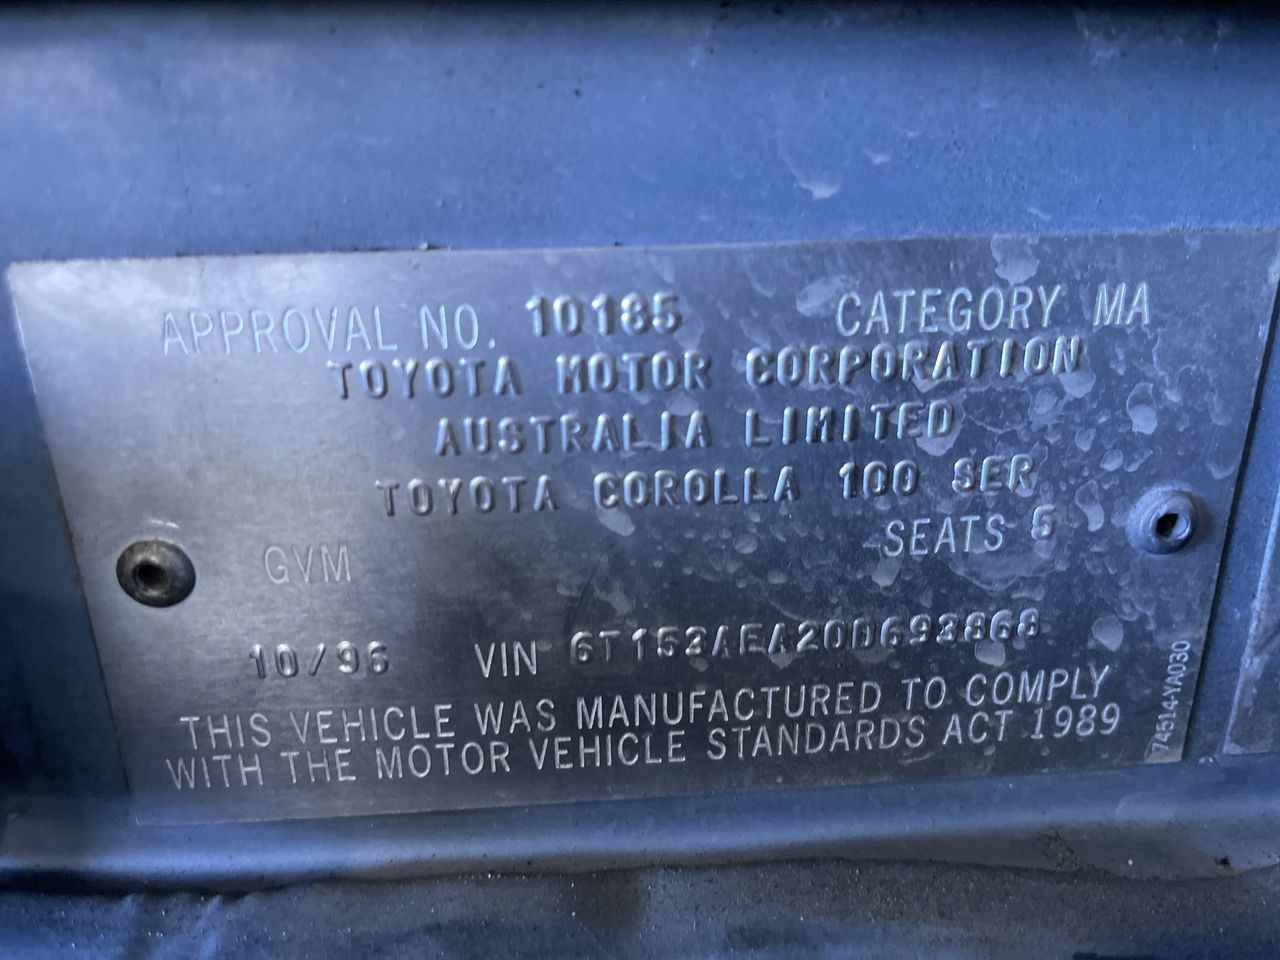 APPROVAL NO. 10185 CATEGORY MA
TOYOTA MOTOR CORPORATION
AUSTRALIA LIMITED
TOYOTA COROLLA 100 SER
SEATS 5
GVM
10/96 VIN 6T153AEA20D693868
THIS VEHICLE WAS MANUFACTURED TO COMPLY
WITH THE MOTOR VEHICLE STANDARDS ACT 1989
74514-YA030